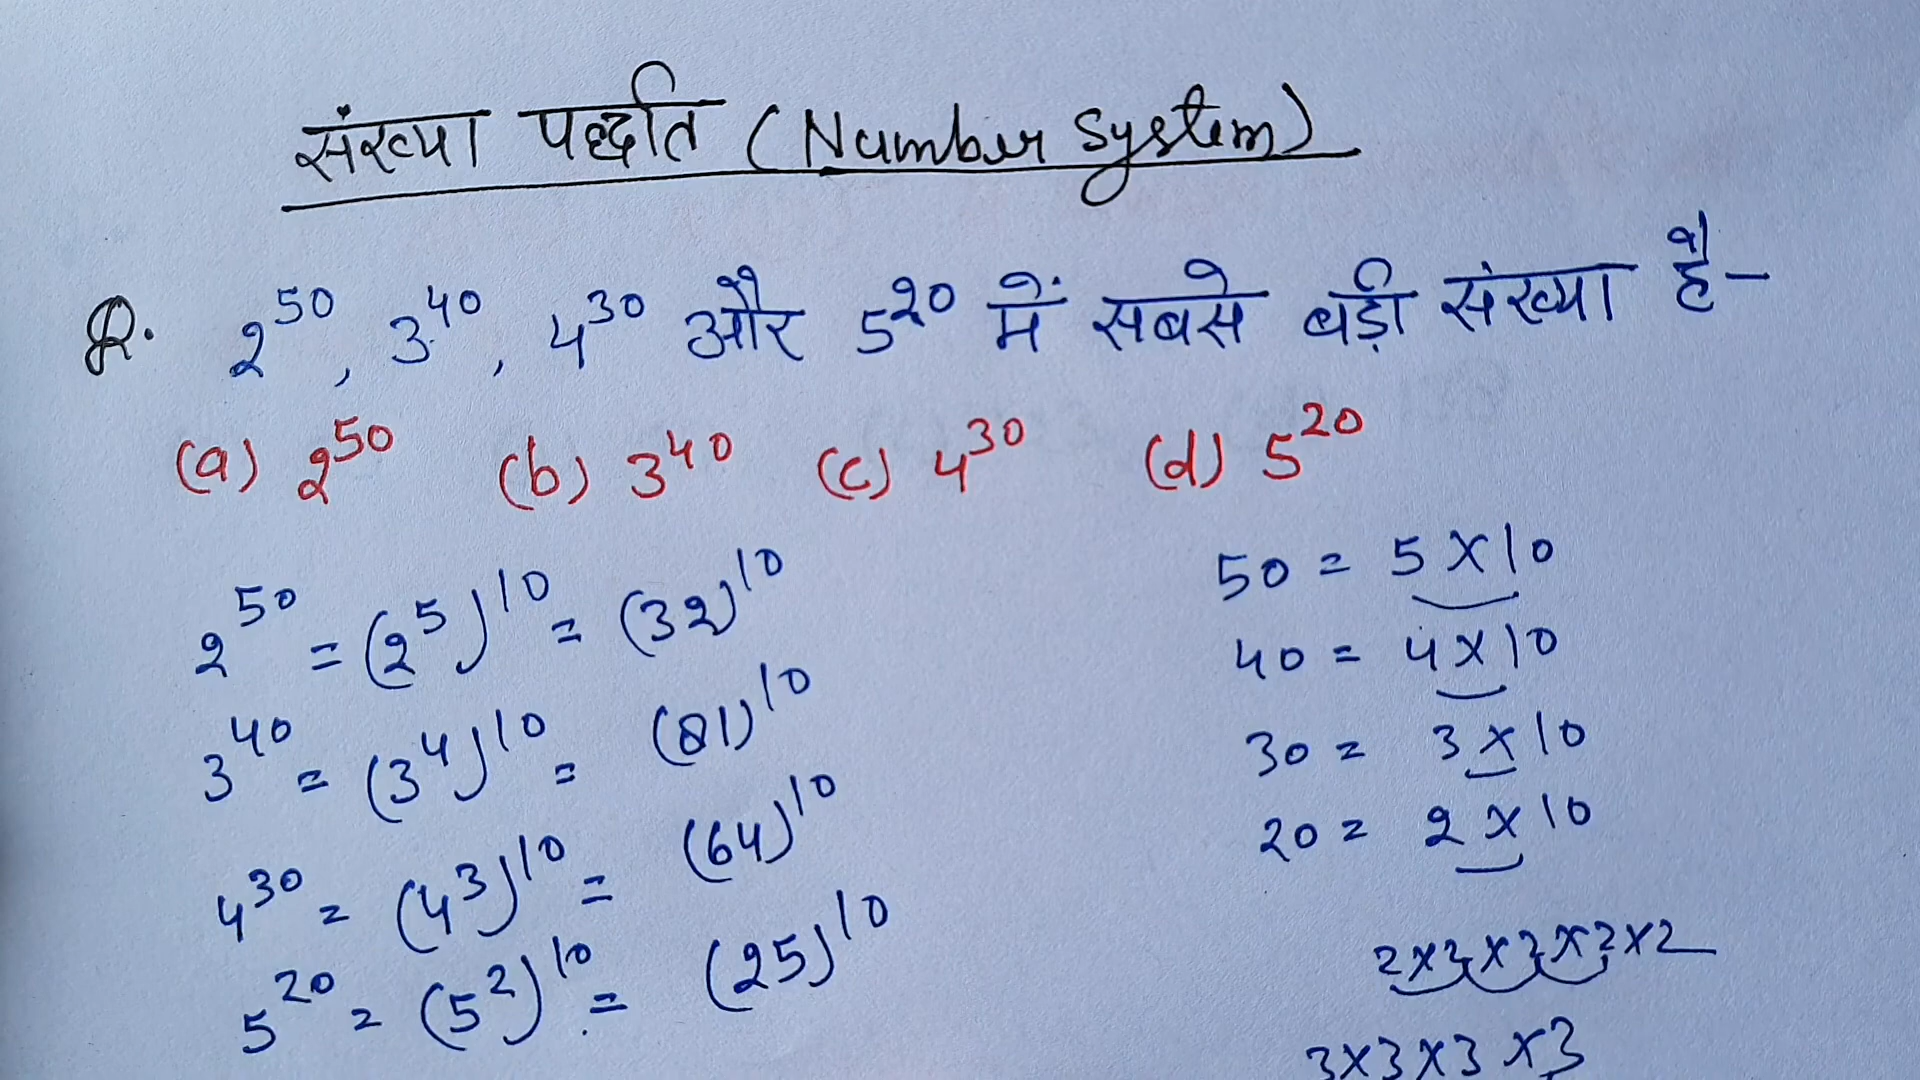 संख्या पद्धति (Number System)
Q. 2^50, 3^40, 4^30 और 5^20 में सबसे बड़ी संख्या है-
(a) 2^50 (b) 3^40 (c) 4^30 (d) 5^20
2^50 = (2^5)^10 = (32)^10
3^40 = (3^4)^10 = (81)^10
4^30 = (4^3)^10 = (64)^10
5^20 = (5^2)^10 = (25)^10
50 = 5×10
40 = 4×10
30 = 3×10
20 = 2×10
2×2×2×2×2
3×3×3×3